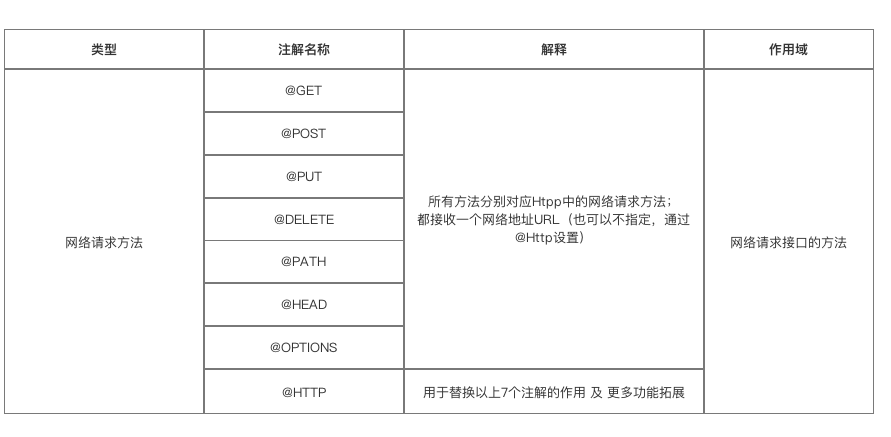 类型 注解名称 解释 作用域
@GET
@POST
@PUT
所有方法分别对应Htpp中的网络请求方法；
都接收一个网络地址URL（也可以不指定，通过
@Http设置）
@DELETE
网络请求方法
网络请求接口的方法
@PATH
@HEAD
@OPTIONS
@HTTP
用于替换以上7个注解的作用 及 更多功能拓展